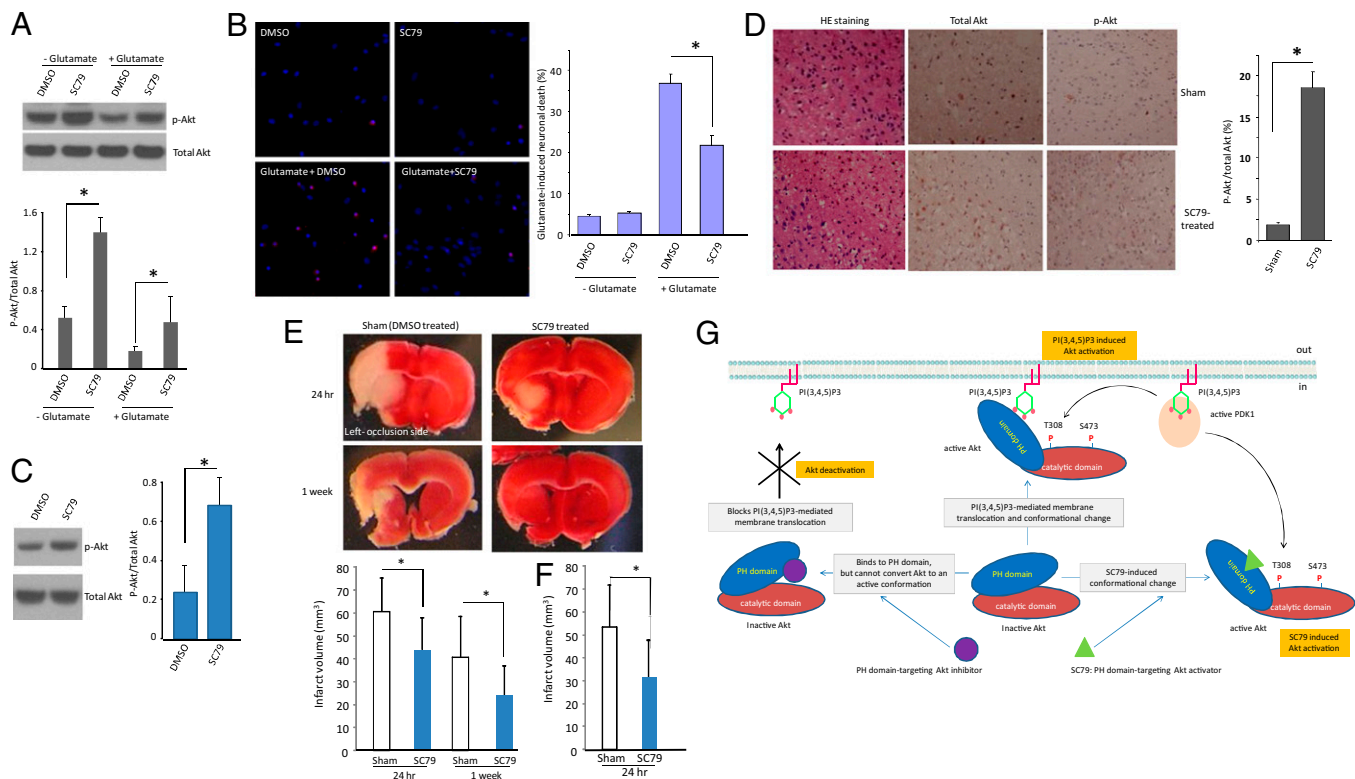 A
- Glutamate
+ Glutamate
DMSO
SC79
DMSO
SC79
p-Akt
Total Akt
*
*
P-Akt/Total Akt
1.6
1.2
0.8
0.4
0
DMSO
SC79
DMSO
SC79
- Glutamate
+ Glutamate
B
DMSO
SC79
Glutamate + DMSO
Glutamate+SC79
*
Glutamate-induced neuronal death (%)
40
30
20
10
0
DMSO
SC79
DMSO
SC79
- Glutamate
+ Glutamate
C
DMSO
SC79
p-Akt
Total Akt
*
P-Akt/Total Akt
0.8
0.6
0.4
0.2
0
DMSO
SC79
D
HE staining
Total Akt
p-Akt
Sham
SC79-
treated
*
P-Akt/total Akt (%)
20
15
10
5
0
Sham
SC79
E
Sham (DMSO treated)
SC79 treated
24 hr
Left- occlusion side
1 week
*
*
Infarct volume (mm³)
80
70
60
50
40
30
20
10
0
Sham
SC79
Sham
SC79
24 hr
1 week
F
*
Infarct volume (mm³)
80
70
60
50
40
30
20
10
0
Sham
SC79
24 hr
G
PI(3,4,5)P3 induced
Akt activation
out
in
PI(3,4,5)P3
PI(3,4,5)P3
PI(3,4,5)P3
active PDK1
T308
S473
P
P
PH domain
active Akt
catalytic domain
Akt deactivation
Blocks PI(3,4,5)P3-mediated
membrane translocation
PI(3,4,5)P3-mediated membrane
translocation and conformational change
PH domain
catalytic domain
Inactive Akt
Binds to PH domain,
but cannot convert Akt to an
active conformation
PH domain
catalytic domain
Inactive Akt
SC79-induced
conformational change
PH domain
T308
S473
P
P
catalytic domain
active Akt
SC79 induced
Akt activation
PH domain-targeting Akt inhibitor
SC79: PH domain-targeting Akt activator